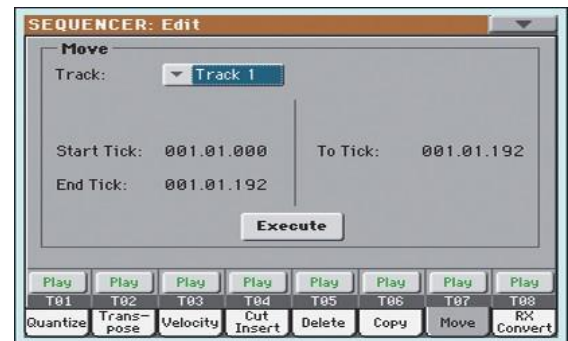 SEQUENCER: Edit
Move
Track: Track 1
Start Tick: 001.01.000 To Tick: 001.01.192
End Tick: 001.01.192
Execute
Play Play Play Play Play Play Play Play
T01 T02 T03 T04 T05 T06 T07 T08
Quantize Trans- pose Velocity Cut Insert Delete Copy Move RX Convert